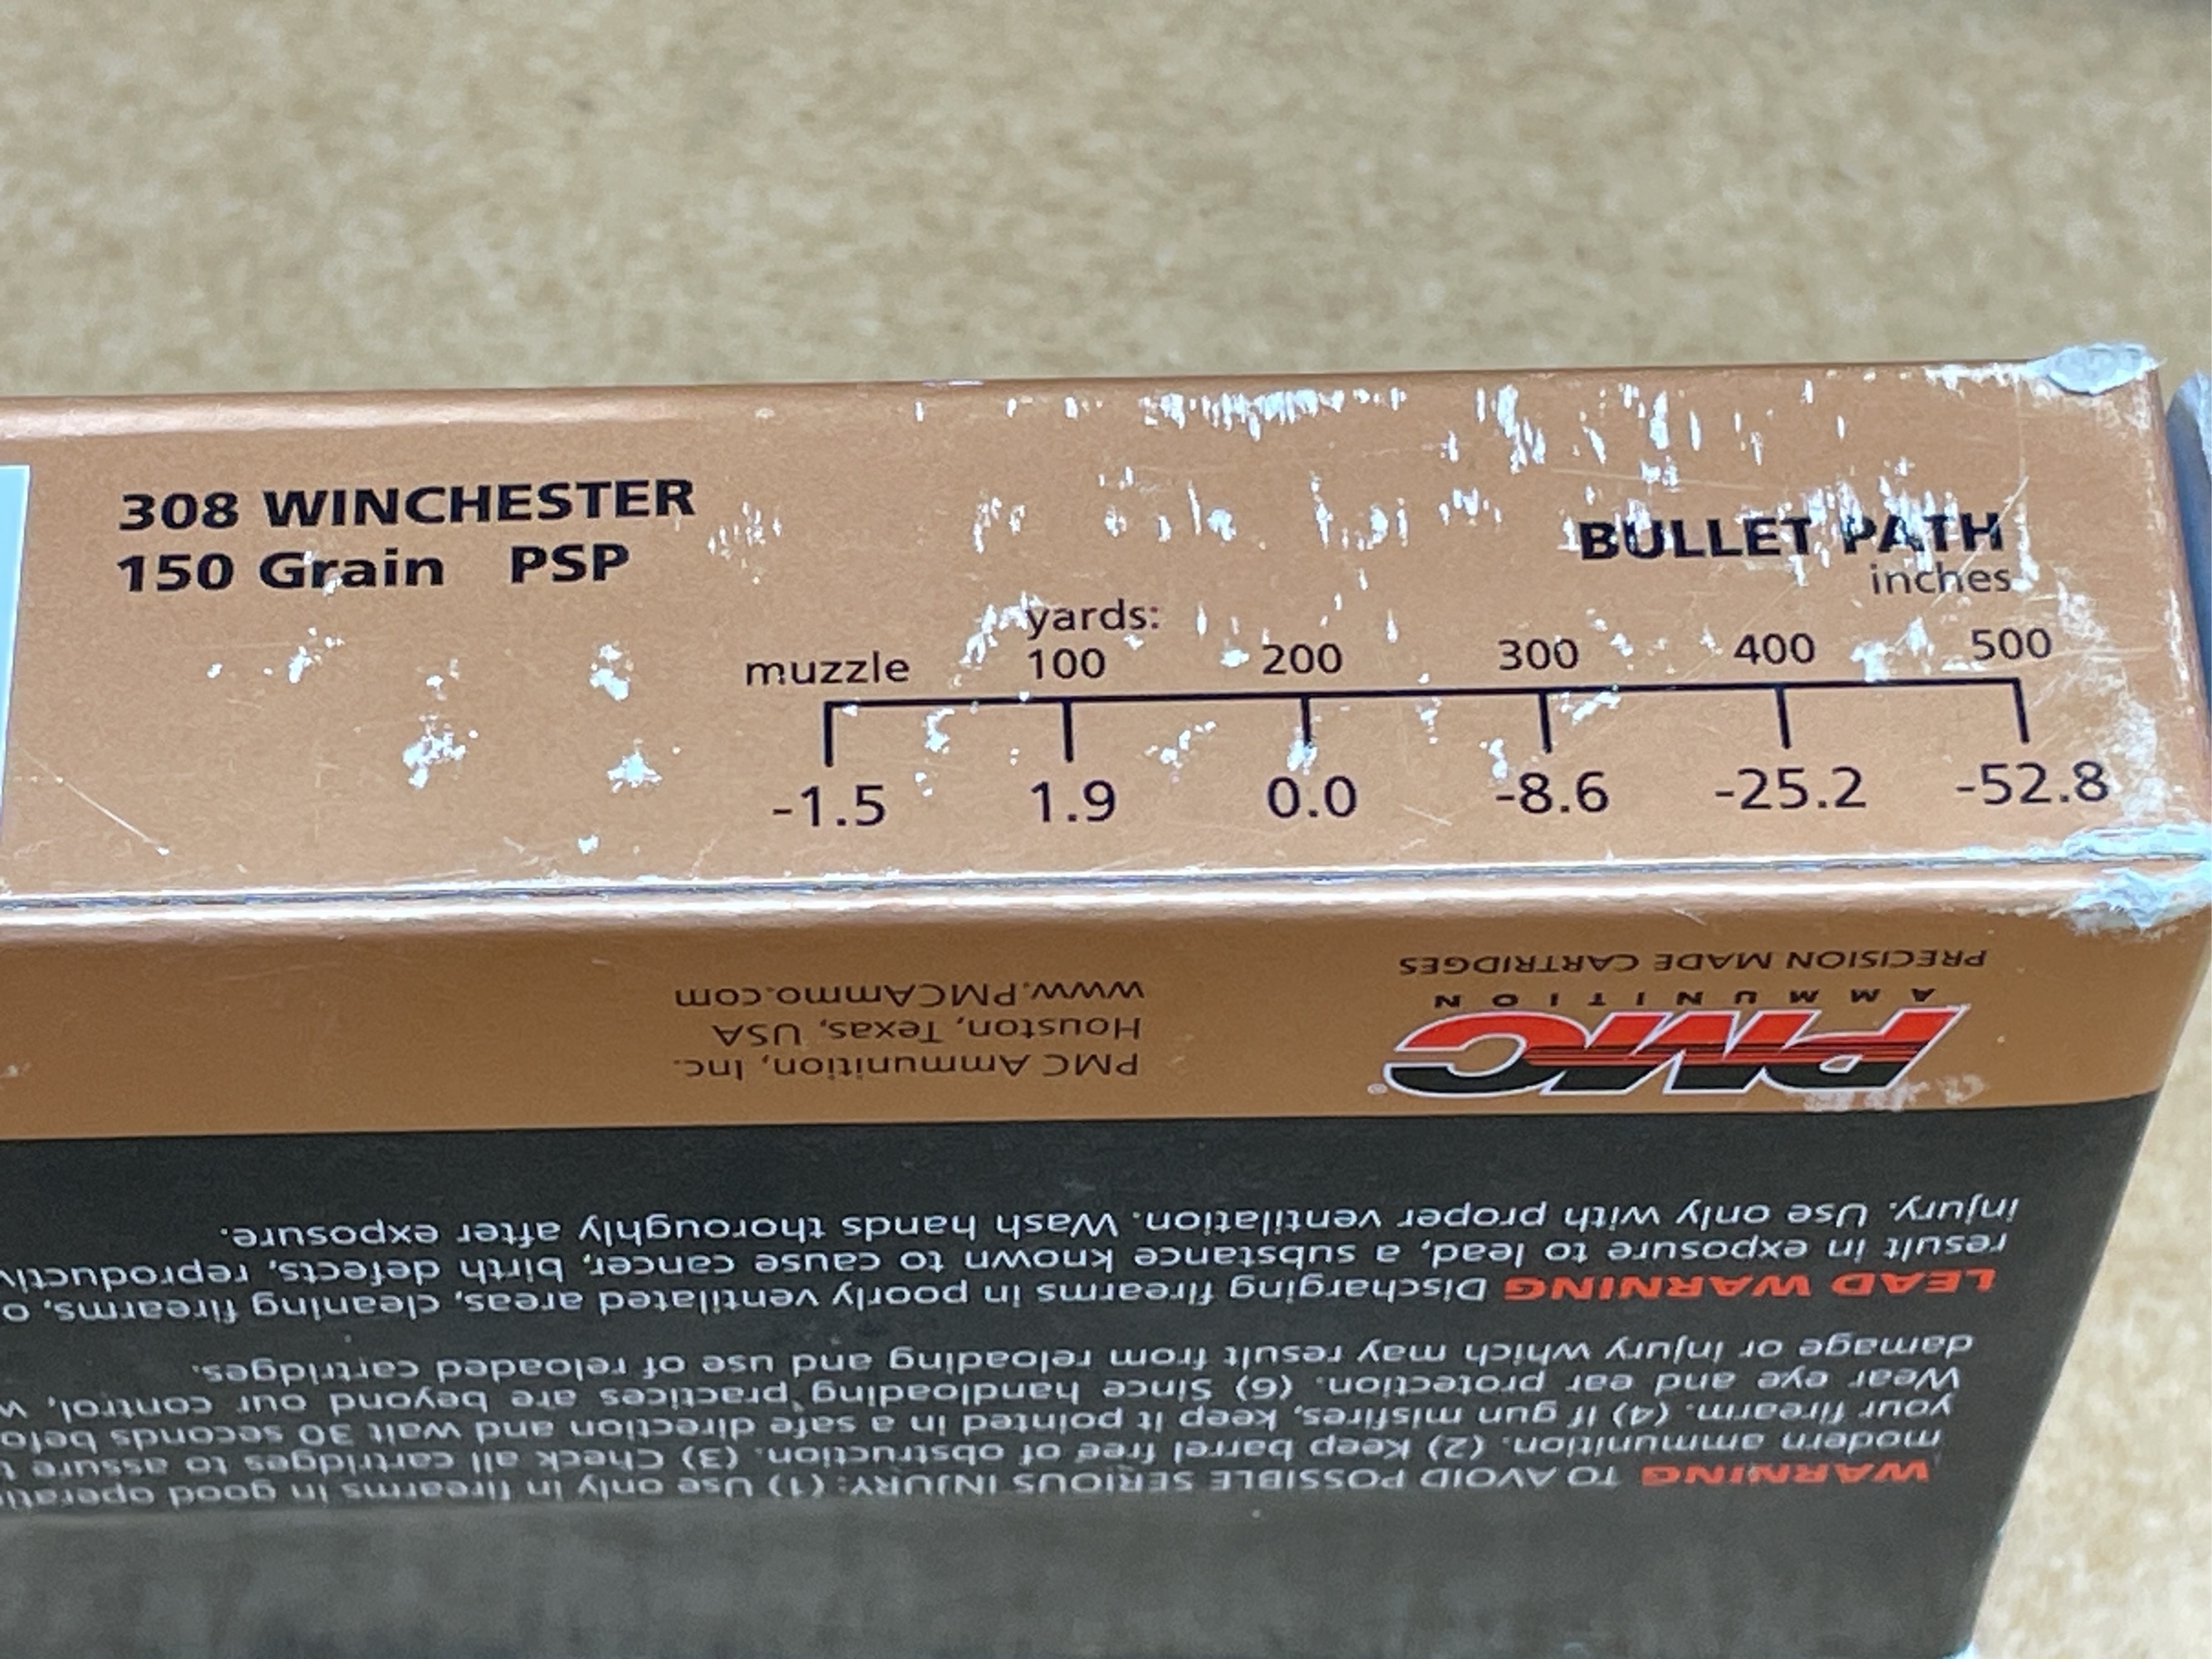 308 WINCHESTER
150 Grain PSP
BULLET PATH
inches
yards:
muzzle 100 200 300 400 500
-1.5 1.9 0.0 -8.6 -25.2 -52.8
WARNING TO AVOID POSSIBLE SERIOUS INJURY: (1) Use only in firearms in good
modern ammunition. (2) Keep barrel free of obstruction. (3) Check all cartridges to assure
your firearm. (4) If gun misfires, keep it pointed in a safe direction and wait 30 seconds
Wear eye and ear protection. (6) Since handloading practices are beyond our control,
damage or injury which may result from reloading and use of reloaded cartridges.
LEAD WARNING Discharging firearms in poorly ventilated areas, cleaning firearms,
result in exposure to lead, a substance known to cause cancer, birth defects,
injury. Use only with proper ventilation. Wash hands thoroughly after exposure.
PMC®
AMMUNITION
PRECISION MADE CARTRIDGES
PMC Ammunition, Inc.
Houston, Texas, USA
www.PMCAmmo.com